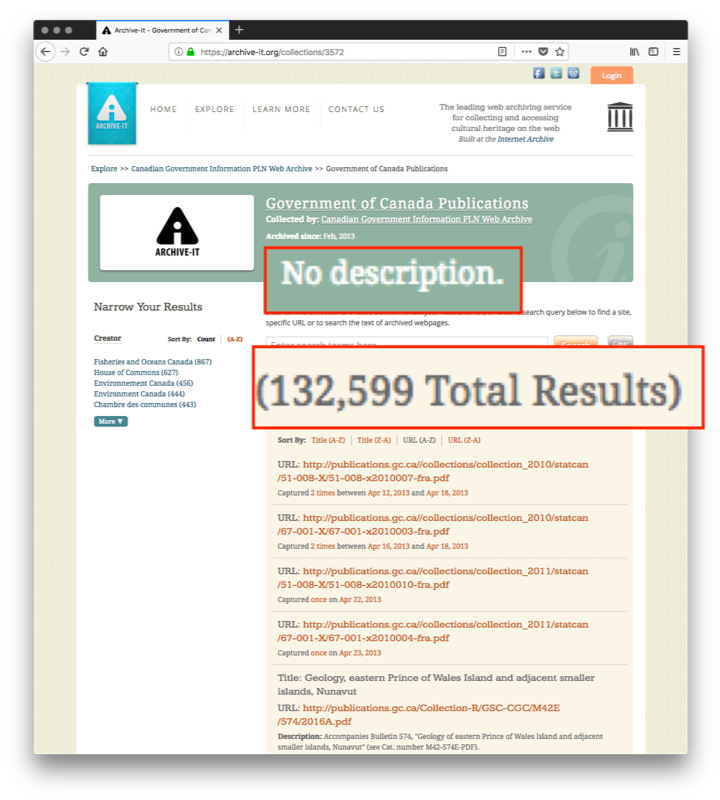 Archive-It - Government of Can
https://archive-it.org/collections/3572
Login
ARCHIVE-IT
HOME
EXPLORE
LEARN MORE
CONTACT US
The leading web archiving service
for collecting and accessing
cultural heritage on the web
Built at the Internet Archive
Explore >> Canadian Government Information PLN Web Archive >> Government of Canada Publications
ARCHIVE-IT
Government of Canada Publications
Collected by: Canadian Government Information PLN Web Archive
Archived since: Feb, 2013
No description.
Narrow Your Results
search query below to find a site,
specific URL or to search the text of archived webpages.
Creator
Sort By: Count | (A-Z)
Enter search terms here
Search
Fisheries and Oceans Canada (867)
House of Commons (627)
Environnement Canada (456)
Environment Canada (444)
Chambre des communes (443)
More ▼
(132,599 Total Results)
Sort By: Title (A-Z) | Title (Z-A) | URL (A-Z) | URL (Z-A)
URL: http://publications.gc.ca//collections/collection_2010/statcan
/51-008-X/51-008-x2010007-fra.pdf
Captured 2 times between Apr 12, 2013 and Apr 18, 2013
URL: http://publications.gc.ca//collections/collection_2010/statcan
/67-001-X/67-001-x2010003-fra.pdf
Captured 2 times between Apr 16, 2013 and Apr 18, 2013
URL: http://publications.gc.ca//collections/collection_2011/statcan
/51-008-X/51-008-x2010010-fra.pdf
Captured once on Apr 22, 2013
URL: http://publications.gc.ca//collections/collection_2011/statcan
/67-001-X/67-001-x2010004-fra.pdf
Captured once on Apr 23, 2013
Title: Geology, eastern Prince of Wales Island and adjacent smaller
islands, Nunavut
URL: http://publications.gc.ca/Collection-R/GSC-CGC/M42E
/574/2016A.pdf
Description: Accompanies Bulletin 574, "Geology of eastern Prince of Wales Island and adjacent
smaller islands, Nunavut" (see Cat. number M42-574E-PDF).